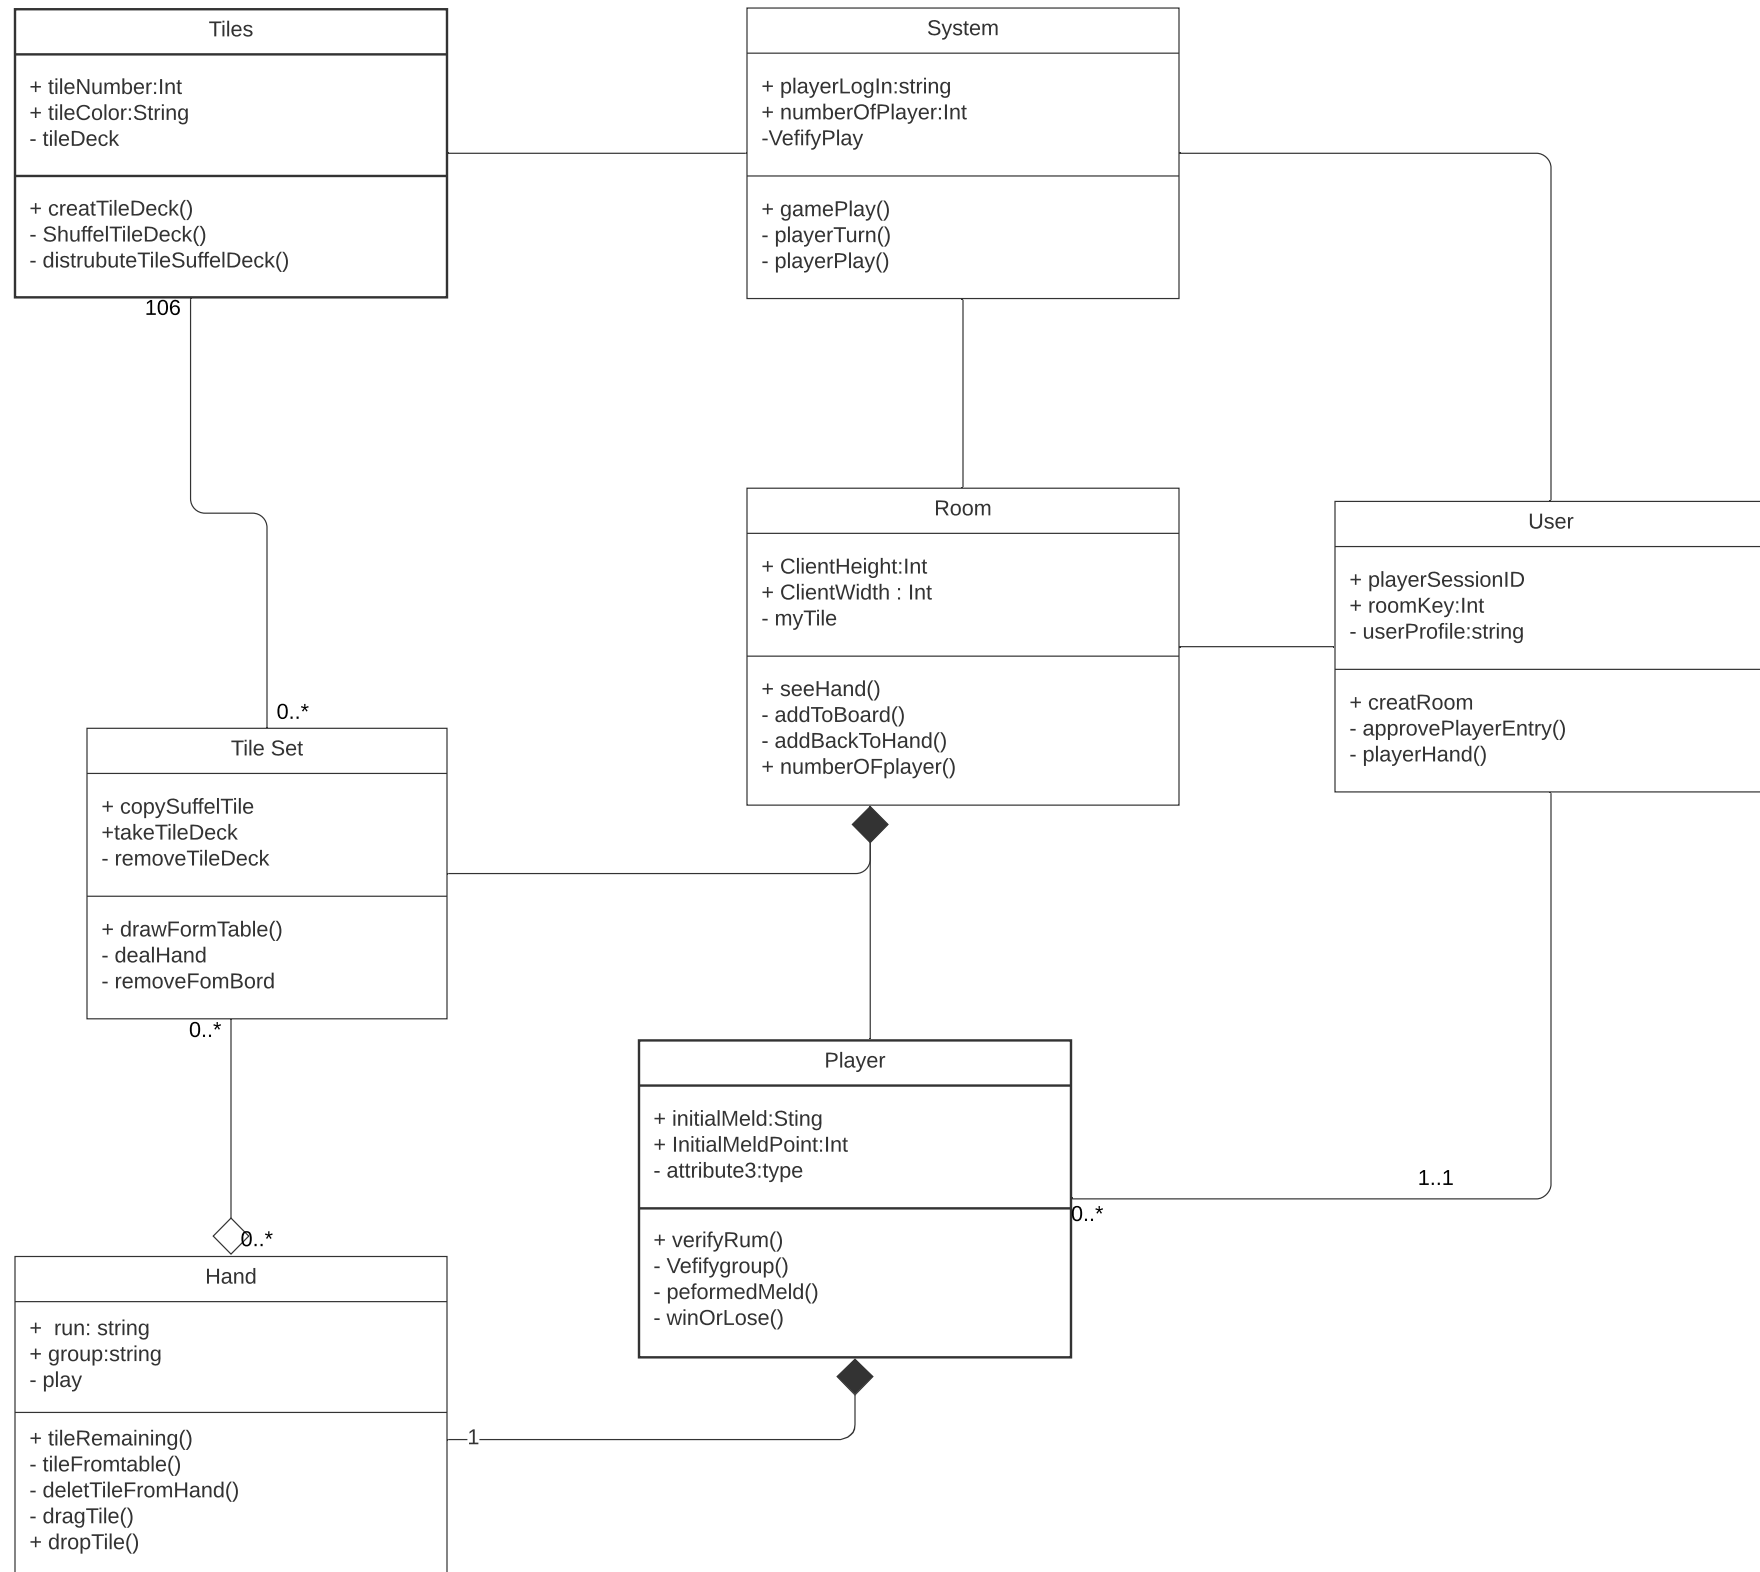 Tiles
+ tileNumber:Int
+ tileColor:String
- tileDeck
+ creatTileDeck()
- ShuffelTileDeck()
- distrubuteTileSuffelDeck()
106
System
+ playerLogIn:string
+ numberOfPlayer:Int
-VefifyPlay
+ gamePlay()
- playerTurn()
- playerPlay()
Room
+ ClientHeight:Int
+ ClientWidth : Int
- myTile
+ seeHand()
- addToBoard()
- addBackToHand()
+ numberOFplayer()
User
+ playerSessionID
+ roomKey:Int
- userProfile:string
+ creatRoom
- approvePlayerEntry()
- playerHand()
0..*
Tile Set
+ copySuffelTile
+takeTileDeck
- removeTileDeck
+ drawFormTable()
- dealHand
- removeFomBord
0..*
Player
+ initialMeld:Sting
+ InitialMeldPoint:Int
- attribute3:type
+ verifyRum()
- Vefifygroup()
- peformedMeld()
- winOrLose()
1..1
0..*
0..*
Hand
+  run: string
+ group:string
- play
+ tileRemaining()
- tileFromtable()
- deletTileFromHand()
- dragTile()
+ dropTile()
1